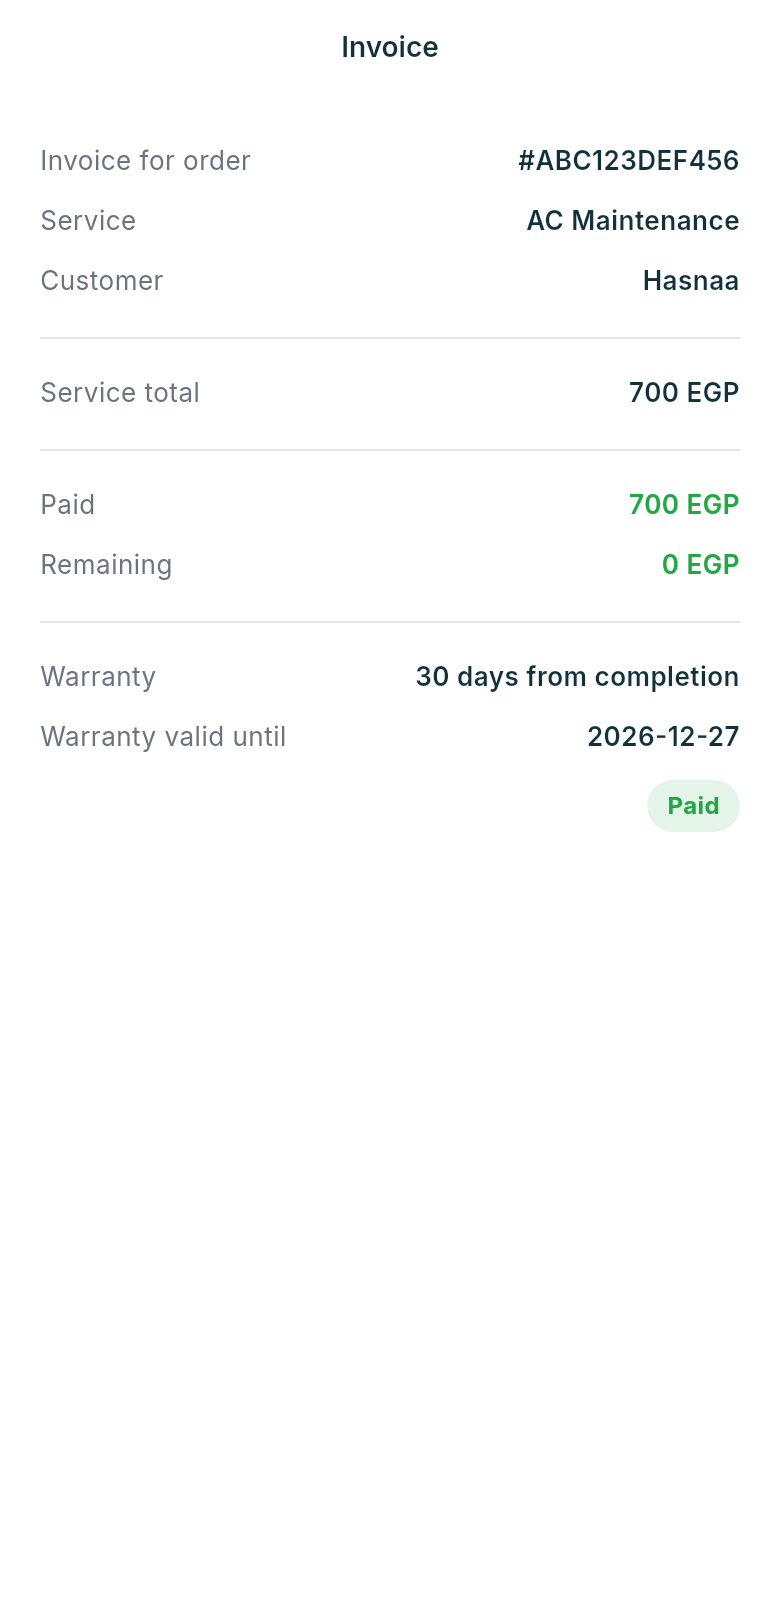 Invoice
Invoice for order #ABC123DEF456
Service AC Maintenance
Customer Hasnaa
Service total 700 EGP
Paid 700 EGP
Remaining 0 EGP
Warranty 30 days from completion
Warranty valid until 2026-12-27
Paid